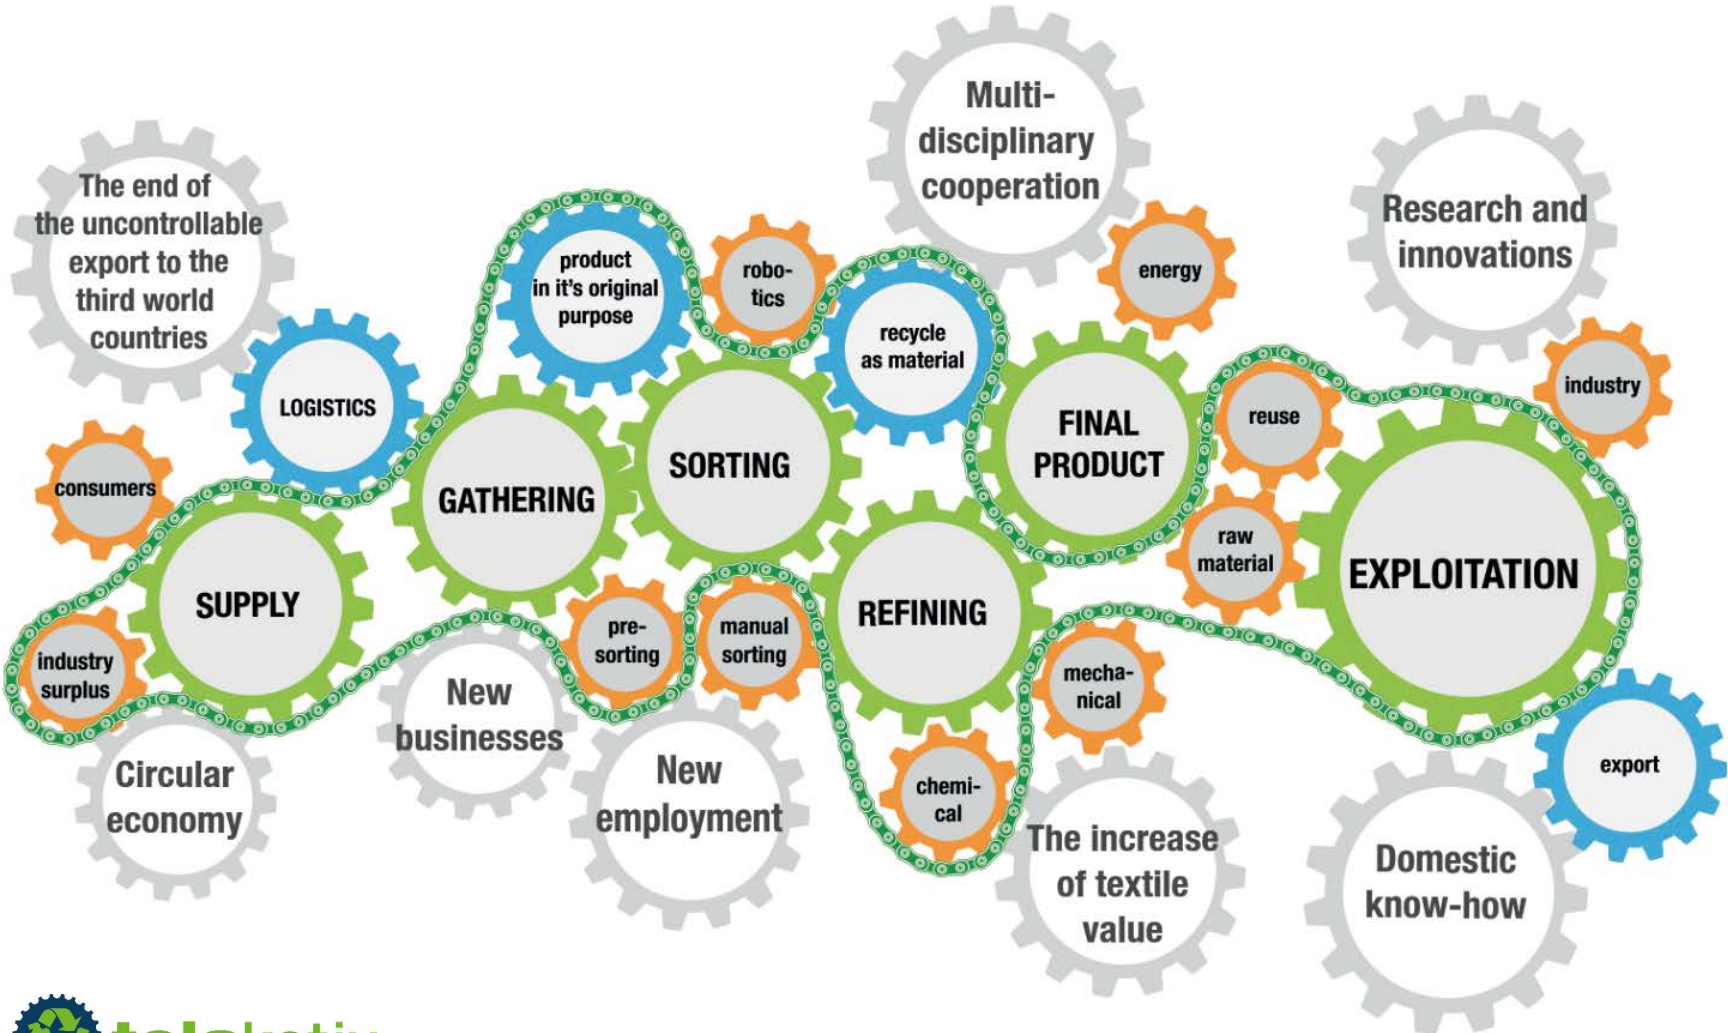 Multi-
disciplinary
cooperation
The end of
the uncontrollable
export to the
third world
countries
Research and
innovations
product
in it's original
purpose
robo-
tics
energy
recycle
as material
LOGISTICS
industry
reuse
FINAL
PRODUCT
consumers
GATHERING
SORTING
raw
material
EXPLOITATION
SUPPLY
REFINING
industry
surplus
pre-
sorting
manual
sorting
mecha-
nical
New
businesses
Circular
economy
New
employment
chemi-
cal
export
The increase
of textile
value
Domestic
know-how